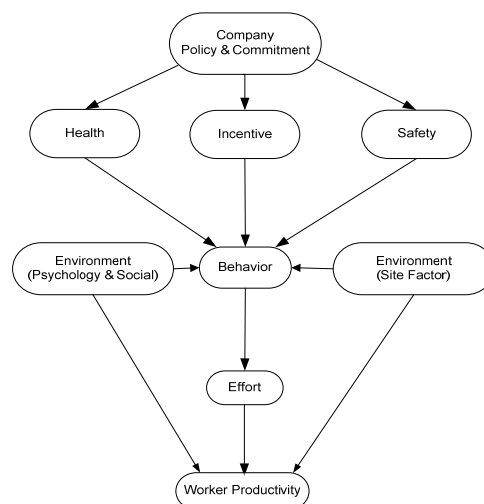 Company
Policy & Commitment
Health
Incentive
Safety
Environment
(Psychology & Social)
Behavior
Environment
(Site Factor)
Effort
Worker Productivity